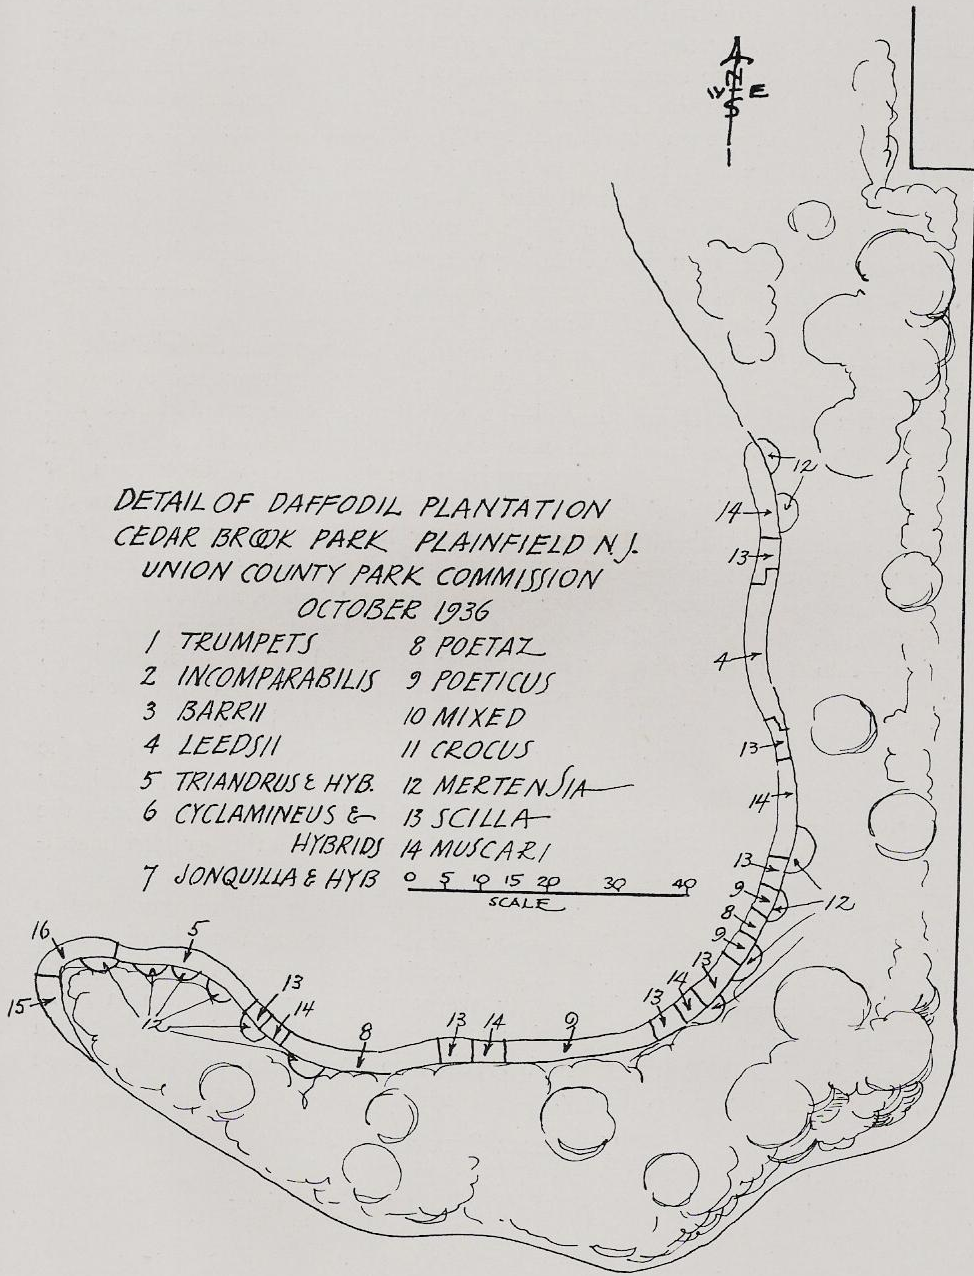 N
W E
S
12
14
13
DETAIL OF DAFFODIL PLANTATION
CEDAR BROOK PARK PLAINFIELD N.J.
UNION COUNTY PARK COMMISSION
OCTOBER 1936
1 TRUMPETS
2 INCOMPARABILIS
3 BARRII
4 LEEDSII
5 TRIANDRUS & HYB.
6 CYCLAMINEUS &
HYBRIDS
7 JONQUILLA & HYB
8 POETAZ
9 POETICUS
10 MIXED
11 CROCUS
12 MERTENSIA
13 SCILLA
14 MUSCARI
0 5 10 15 20 30 40
SCALE
4
13
14
13
9
12
8
9
13
14
13
16
5
15
13
14
12
8
13
14
9